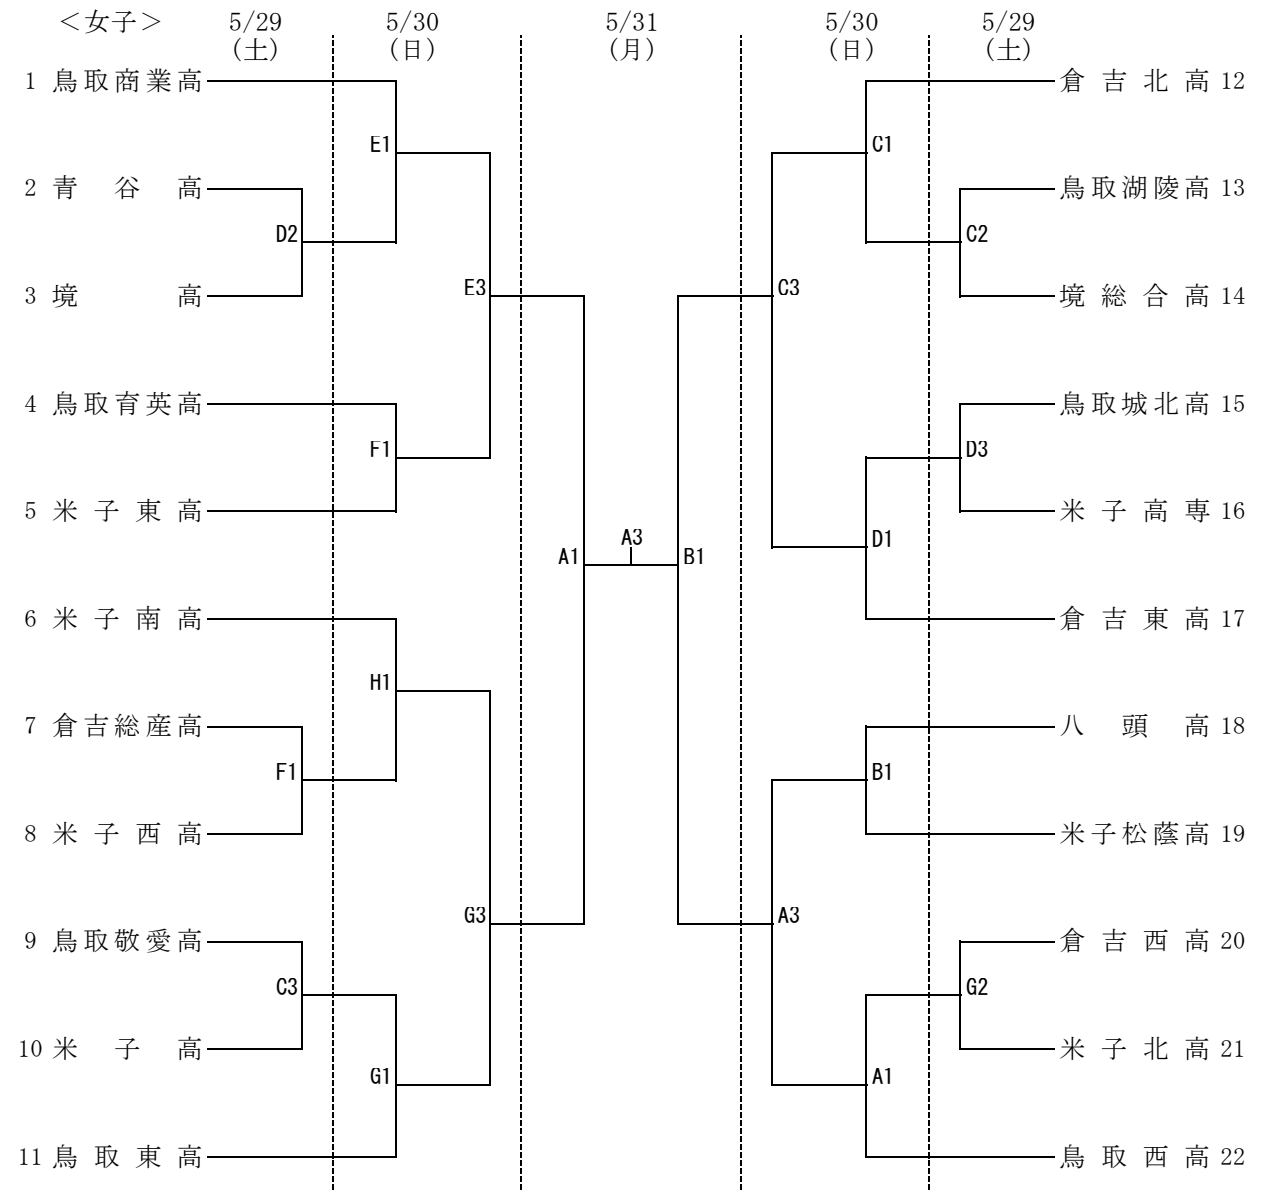 ＜女子＞ 5/29 5/30 5/31 5/30 5/29
（土） （日） （月） （日） （土）
1 鳥取商業高 倉吉北高 12
E1 C1
2 青谷高 鳥取湖陵高 13
D2 C2
E3 C3
3 境高 境総合高 14
4 鳥取育英高 鳥取城北高 15
F1 D3
5 米子東高 米子高専 16
A3
D1
A1 B1
6 米子南高 倉吉東高 17
H1
7 倉吉総産高 八頭高 18
F1 B1
8 米子西高 米子松蔭高 19
G3 A3
9 鳥取敬愛高 倉吉西高 20
C3 G2
10 米子高 米子北高 21
G1 A1
11 鳥取東高 鳥取西高 22